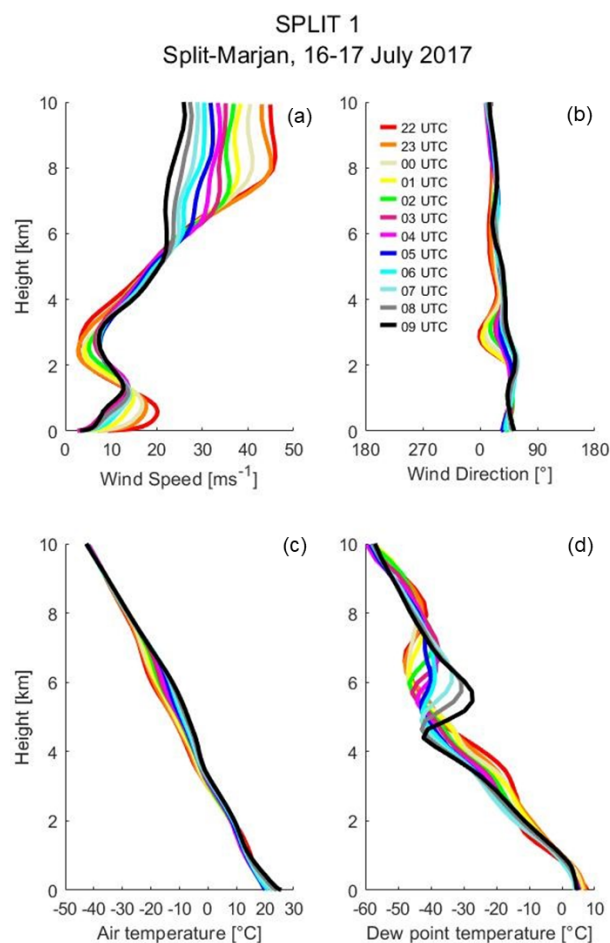 SPLIT 1
Split-Marjan, 16-17 July 2017
(a)
10
8
6
4
2
0
Height [km]
0 10 20 30 40 50
Wind Speed [ms-1]
(b)
10
8
6
4
2
0
22 UTC
23 UTC
00 UTC
01 UTC
02 UTC
03 UTC
04 UTC
05 UTC
06 UTC
07 UTC
08 UTC
09 UTC
180 270 0 90 180
Wind Direction [°]
(c)
10
8
6
4
2
0
Height [km]
-50 -40 -30 -20 -10 0 10 20 30
Air temperature [°C]
(d)
10
8
6
4
2
0
-60 -50 -40 -30 -20 -10 0 10
Dew point temperature [°C]